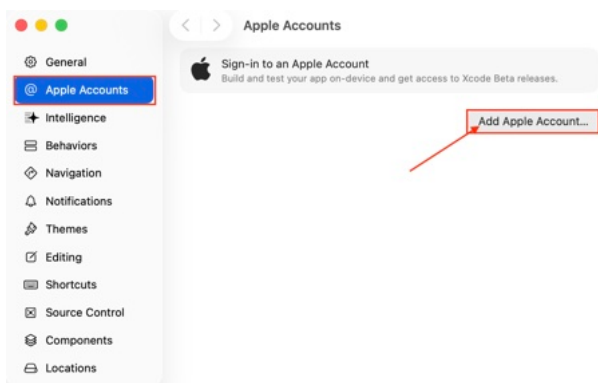 Apple Accounts
General
Apple Accounts
Intelligence
Behaviors
Navigation
Notifications
Themes
Editing
Shortcuts
Source Control
Components
Locations
Sign-in to an Apple Account
Build and test your app on-device and get access to Xcode Beta releases.
Add Apple Account...